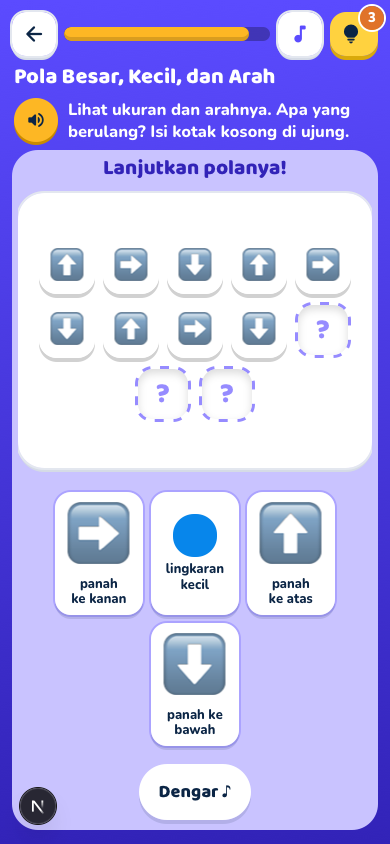 3
Pola Besar, Kecil, dan Arah
Lihat ukuran dan arahnya. Apa yang
berulang? Isi kotak kosong di ujung.
Lanjutkan polanya!
?
? ?
panah
ke kanan
lingkaran
kecil
panah
ke atas
panah ke
bawah
Dengar ♪
N